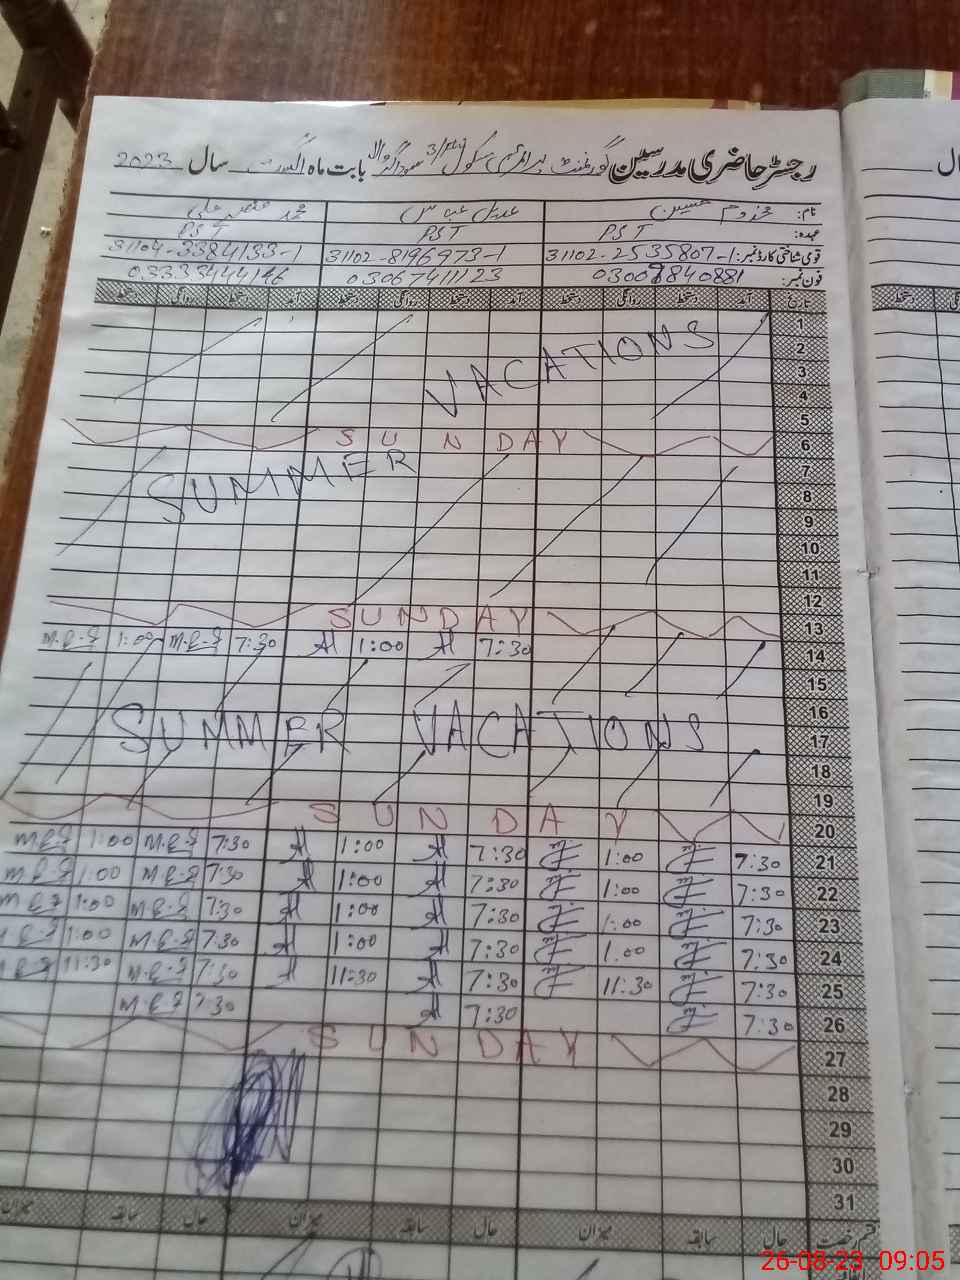 رجسٹر حاضری مدرسین گورنمنٹ پرائمری سکول بابت ماہ اگست سال 2023
نام: مخدوم حسین عدیل عباس محمد
عہدہ: PST PST PST
قومی شناختی کارڈ نمبر: 31102-2535807-1 31102-8196973-1 31104-3384133-1
فون نمبر: 03008840881 03067411123 03333444146
تاریخ آمد دستخط روانگی دستخط آمد دستخط روانگی دستخط آمد دستخط روانگی دستخط
1
2
VACATIONS
3
4
5
6 SUNDAY
7
SUMMER
8
9
10
11
12
13 SUNDAY
14 7:30 1:00 7:30 1:00
15
16
17 SUMMER VACATIONS
18
19
20 SUNDAY
21 7:30 1:00 7:30 1:00 7:30 1:00
22 7:30 1:00 7:30 1:00 7:30 1:00
23 7:30 1:00 7:30 1:00 7:30 1:00
24 7:30 1:00 7:30 1:00 7:30 1:00
25 7:30 11:30 7:30 11:30 7:30 11:30
26 7:30 7:30 7:30
27 SUNDAY
28
29
30
31
قسم رخصت حال سابقہ میزان حال سابقہ میزان حال سابقہ میزان
26-08-23 09:05